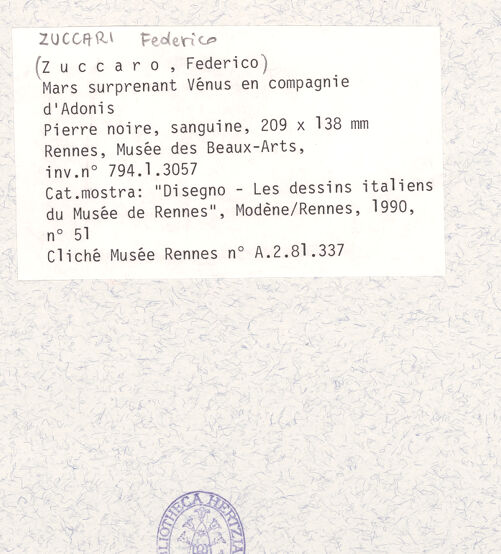 ZUCCARI Federico
(Z u c c a r o , Federico)
Mars surprenant Vénus en compagnie
d'Adonis
Pierre noire, sanguine, 209 x 138 mm
Rennes, Musée des Beaux-Arts,
inv.n° 794.1.3057
Cat.mostra: "Disegno - Les dessins italiens
du Musée de Rennes", Modène/Rennes, 1990,
n° 51
Cliché Musée Rennes n° A.2.81.337
BLIOTHECA HERTZIA